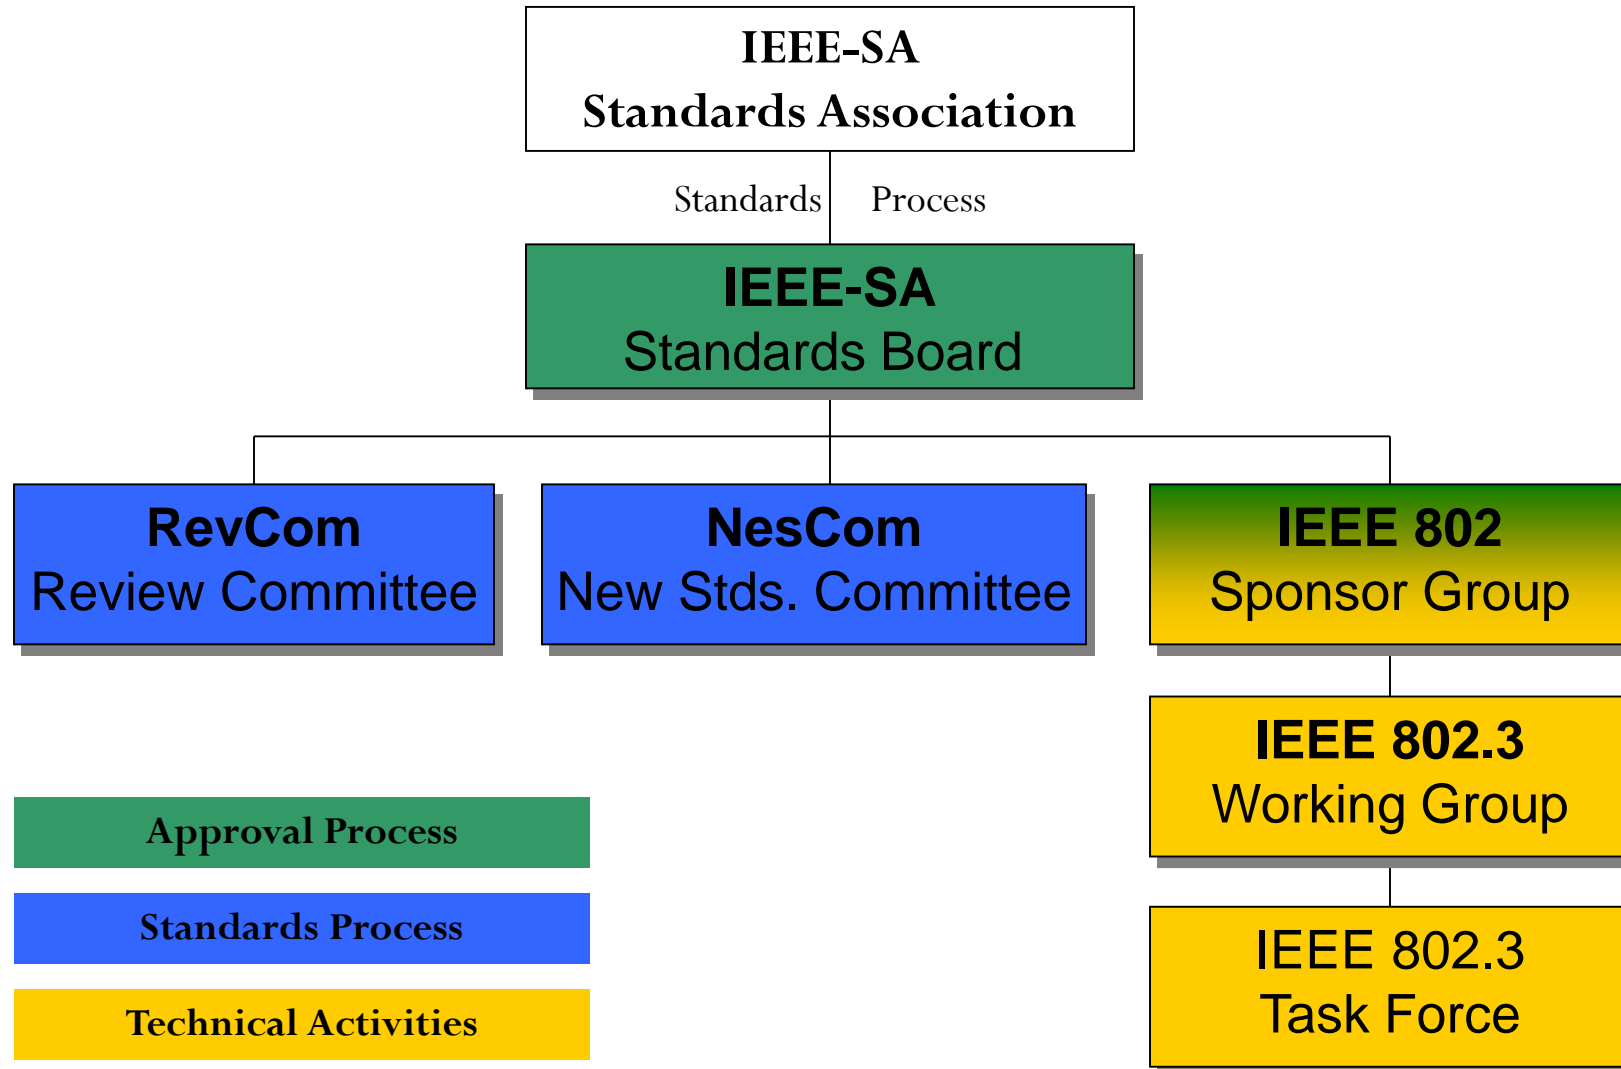 IEEE-SA
Standards Association
Standards Process
IEEE-SA
Standards Board
RevCom
Review Committee
NesCom
New Stds. Committee
IEEE 802
Sponsor Group
IEEE 802.3
Working Group
IEEE 802.3
Task Force
Approval Process
Standards Process
Technical Activities